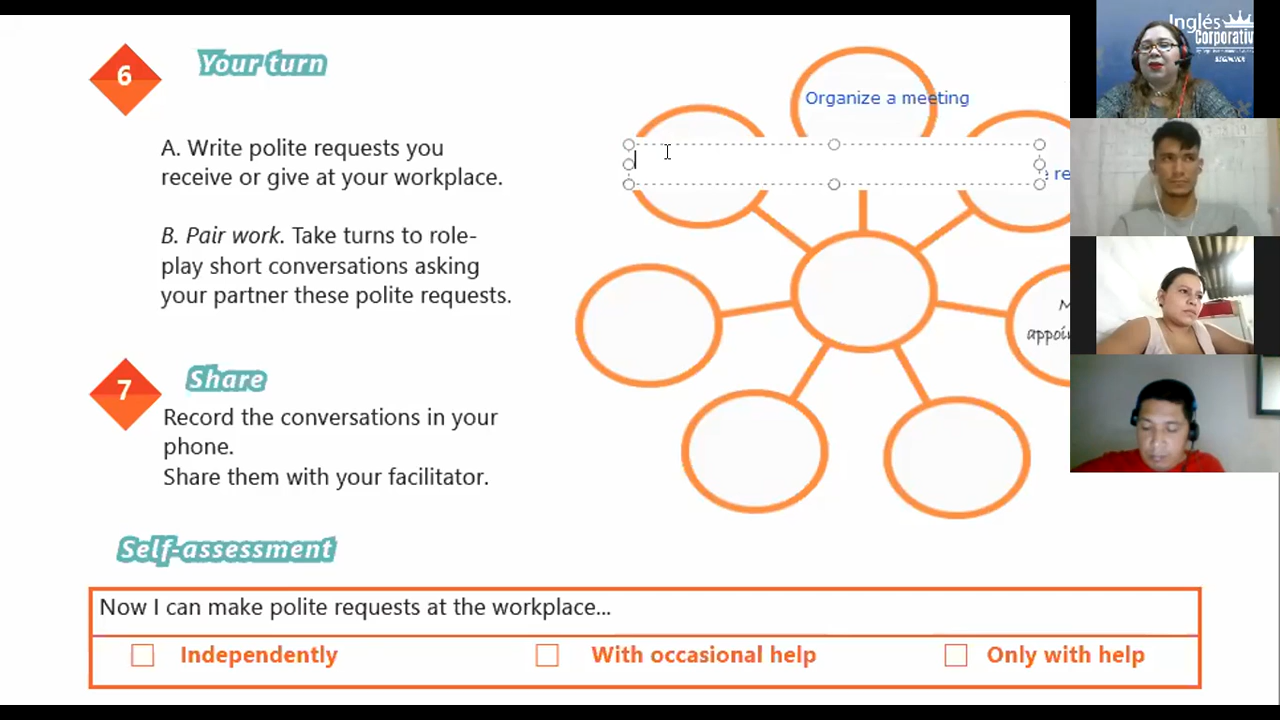 6
Your turn
A. Write polite requests you
receive or give at your workplace.
B. Pair work. Take turns to role-
play short conversations asking
your partner these polite requests.
7
Share
Record the conversations in your
phone.
Share them with your facilitator.
Organize a meeting
Self-assessment
Now I can make polite requests at the workplace...
Independently
With occasional help
Only with help
Inglés
Corporativ
BEGINNER